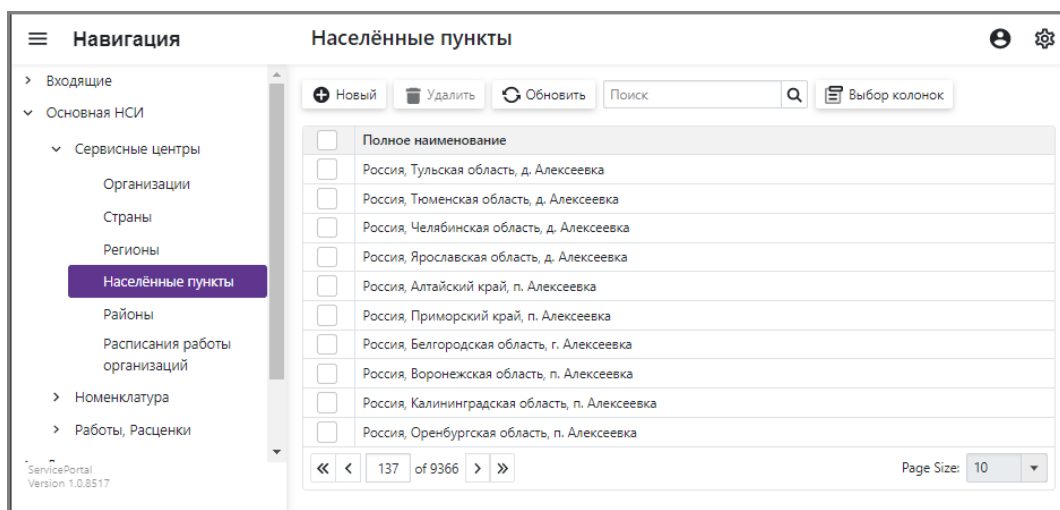 Навигация
Населённые пункты
Входящие
Основная НСИ
Сервисные центры
Организации
Страны
Регионы
Населённые пункты
Районы
Расписания работы
организаций
Номенклатура
Работы, Расценки
ServicePortal
Version 1.0.8517
Новый Удалить Обновить Поиск Выбор колонок
Полное наименование
Россия, Тульская область, д. Алексеевка
Россия, Тюменская область, д. Алексеевка
Россия, Челябинская область, д. Алексеевка
Россия, Ярославская область, д. Алексеевка
Россия, Алтайский край, п. Алексеевка
Россия, Приморский край, п. Алексеевка
Россия, Белгородская область, г. Алексеевка
Россия, Воронежская область, п. Алексеевка
Россия, Калининградская область, п. Алексеевка
Россия, Оренбургская область, п. Алексеевка
137 of 9366 Page Size: 10